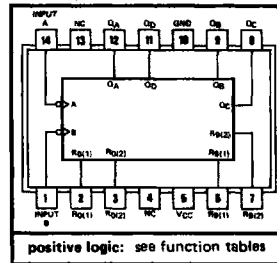 INPUT
A NC QA QD GND QB QC
14 13 12 11 10 9 8
QA QD QB
QC
A
B R9(2)
R0(1) R0(2) R9(1)
1 2 3 4 5 6 7
INPUT
B R0(1) R0(2) NC VCC R9(1) R9(2)
positive logic: see function tables